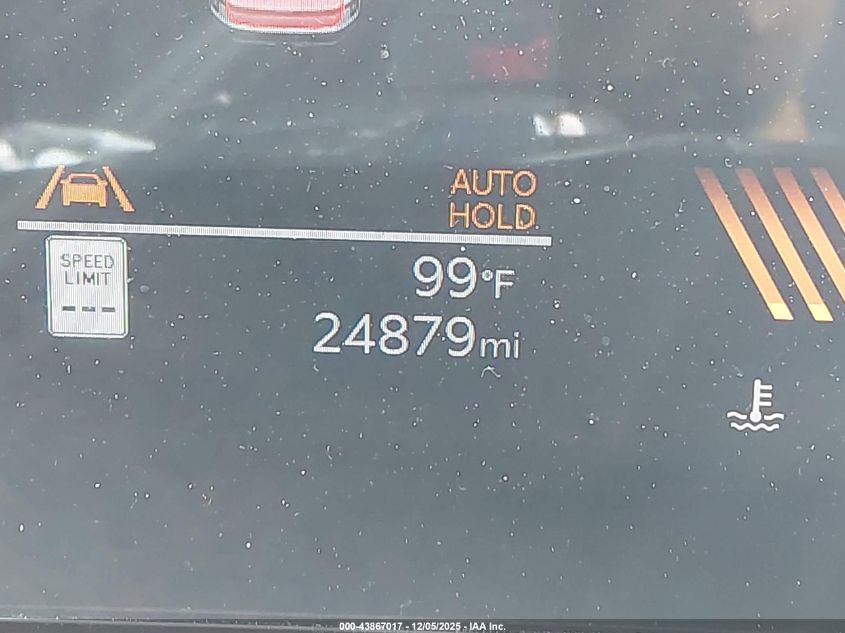 AUTO
HOLD
SPEED
LIMIT
---
99°F
24879mi
000-43867017 - 12/05/2025 - IAA Inc.